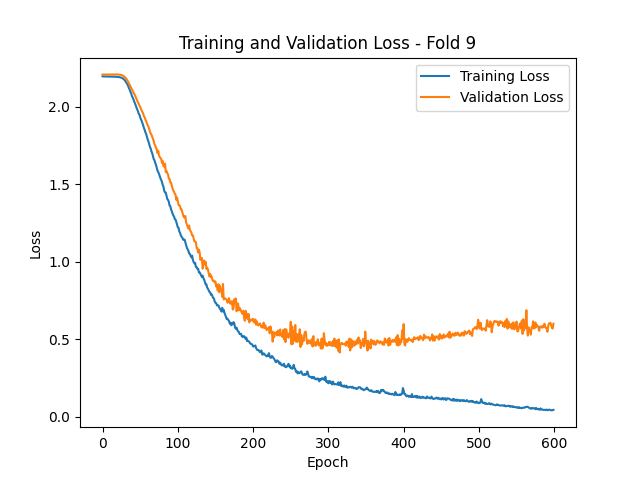 Training and Validation Loss - Fold 9
Training Loss
Validation Loss
2.0
1.5
1.0
0.5
0.0
Loss
0 100 200 300 400 500 600
Epoch